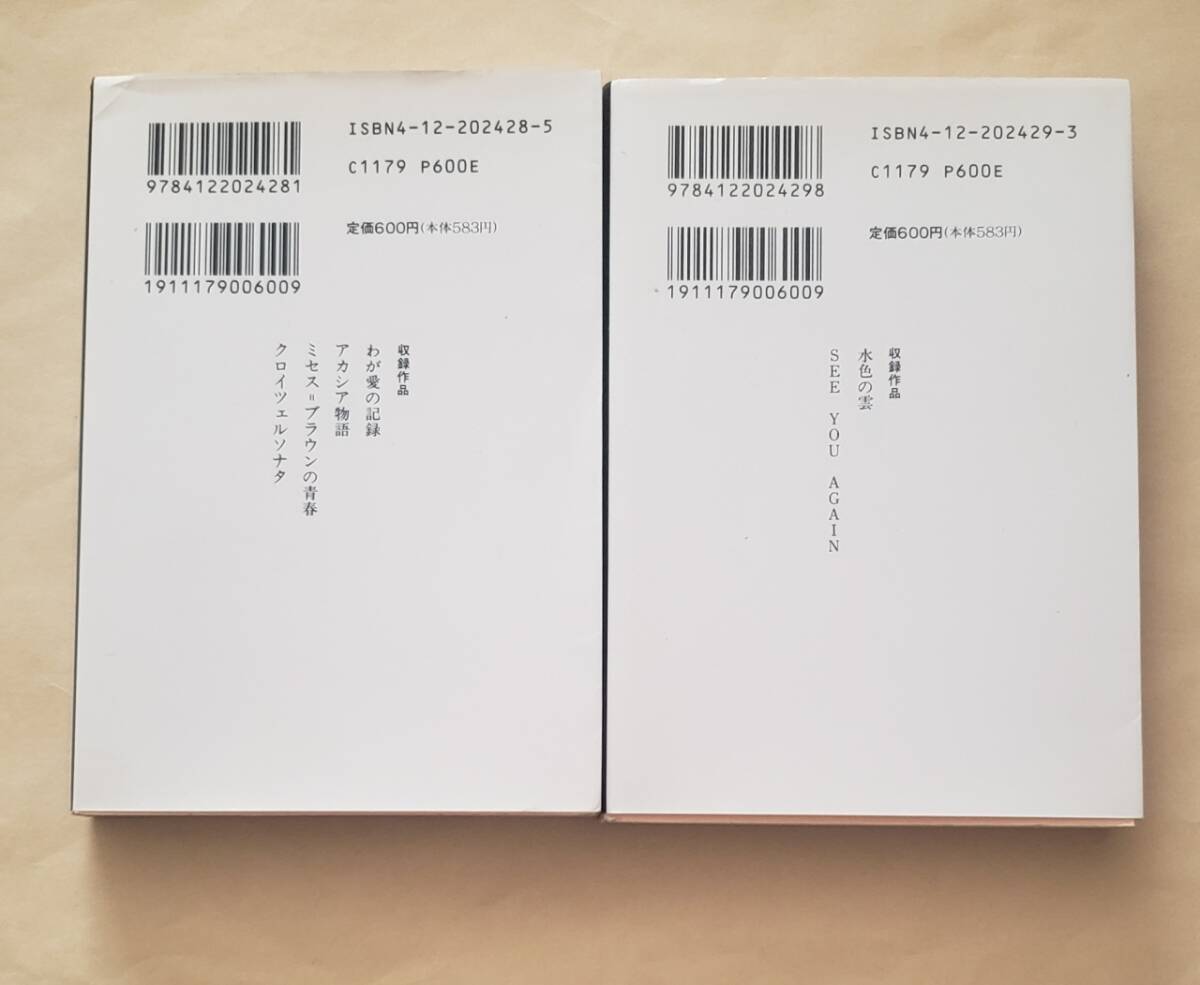 ISBN4-12-202428-5
9784122024281
C1179 P600E
定価600円(本体583円)
1911179006009
収録作品
わが愛の記録
アカシア物語
ミセス=ブラウンの青春
クロイツェルソナタ
ISBN4-12-202429-3
9784122024298
C1179 P600E
定価600円(本体583円)
1911179006009
収録作品
水色の雲
SEE YOU AGAIN